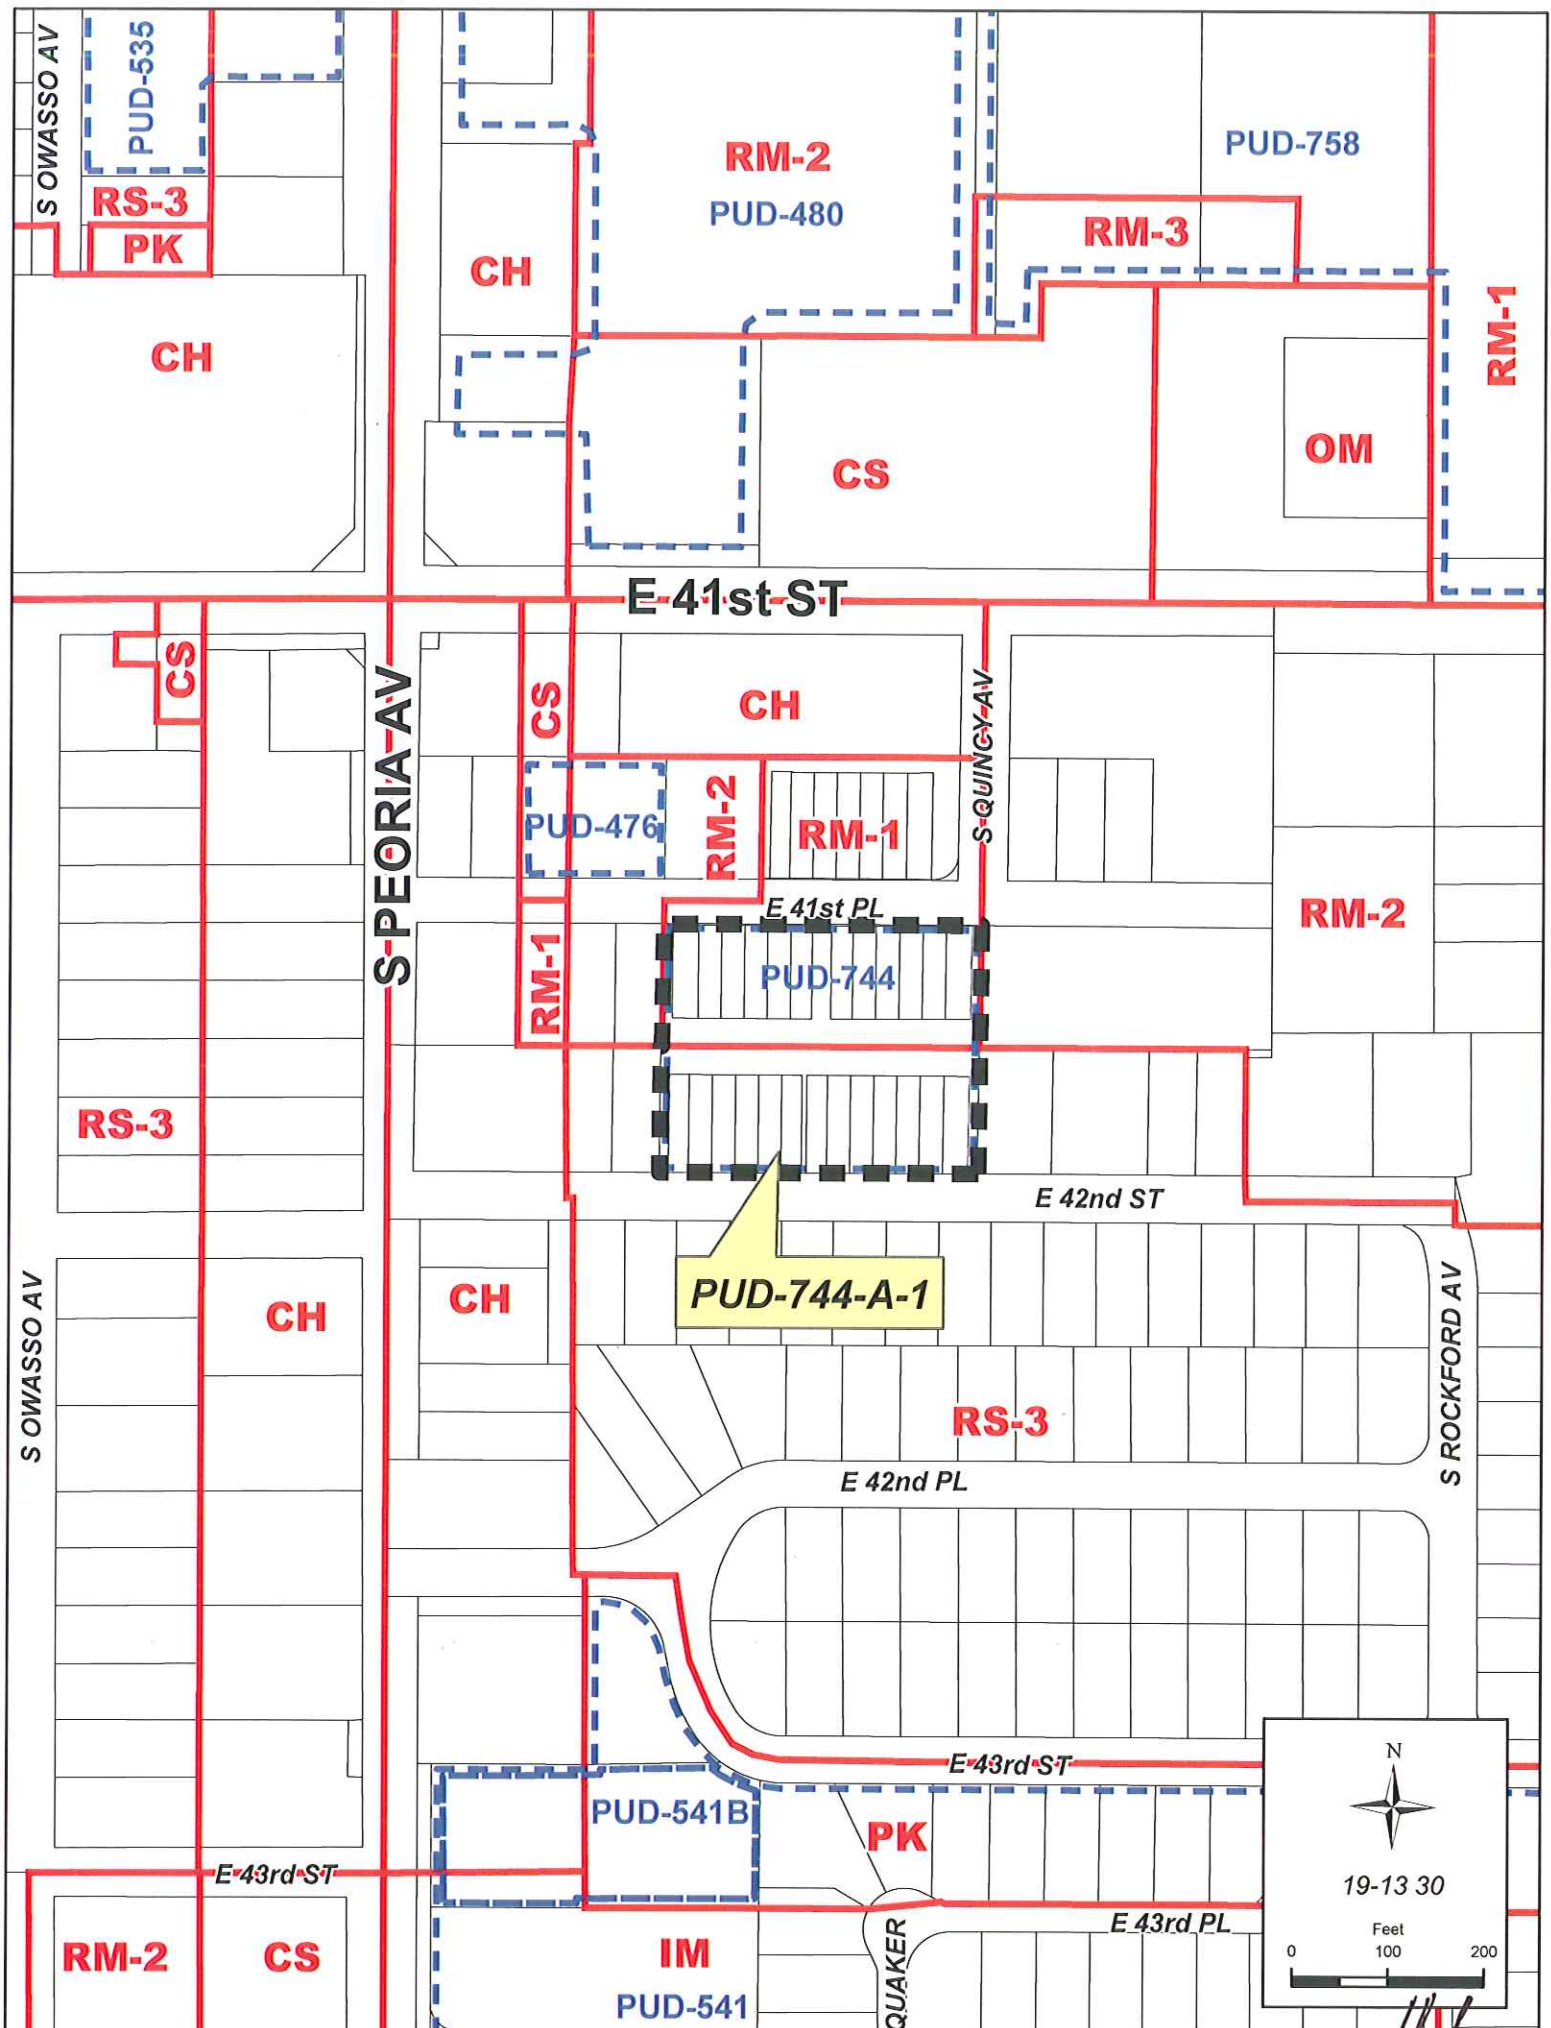 S OWASSO AV
PUD-535
RS-3
PK
CH
CH
RM-2
PUD-480
PUD-758
RM-3
RM-1
CS
OM
E 41st ST
CS
S PEORIA AV
CS
CH
S QUINCY AV
PUD-476
RM-2
RM-1
E 41st PL
RM-2
RM-1
PUD-744
RS-3
E 42nd ST
PUD-744-A-1
S OWASSO AV
CH
CH
S ROCKFORD AV
RS-3
E 42nd PL
E 43rd ST
PUD-541B
PK
E 43rd ST
E 43rd PL
QUAKER
RM-2
CS
IM
PUD-541
N
19-13 30
Feet
0 100 200